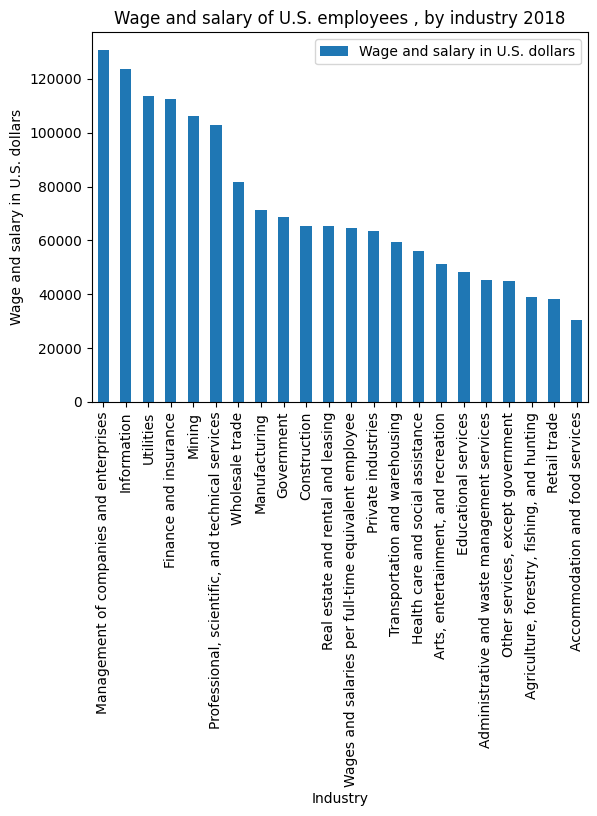 Wage and salary of U.S. employees , by industry 2018
Wage and salary in U.S. dollars
Wage and salary in U.S. dollars
120000
100000
80000
60000
40000
20000
0
Management of companies and enterprises
Information
Utilities
Finance and insurance
Mining
Professional, scientific, and technical services
Wholesale trade
Manufacturing
Government
Construction
Real estate and rental and leasing
Wages and salaries per full-time equivalent employee
Private industries
Transportation and warehousing
Health care and social assistance
Arts, entertainment, and recreation
Educational services
Administrative and waste management services
Other services, except government
Agriculture, forestry, fishing, and hunting
Retail trade
Accommodation and food services
Industry